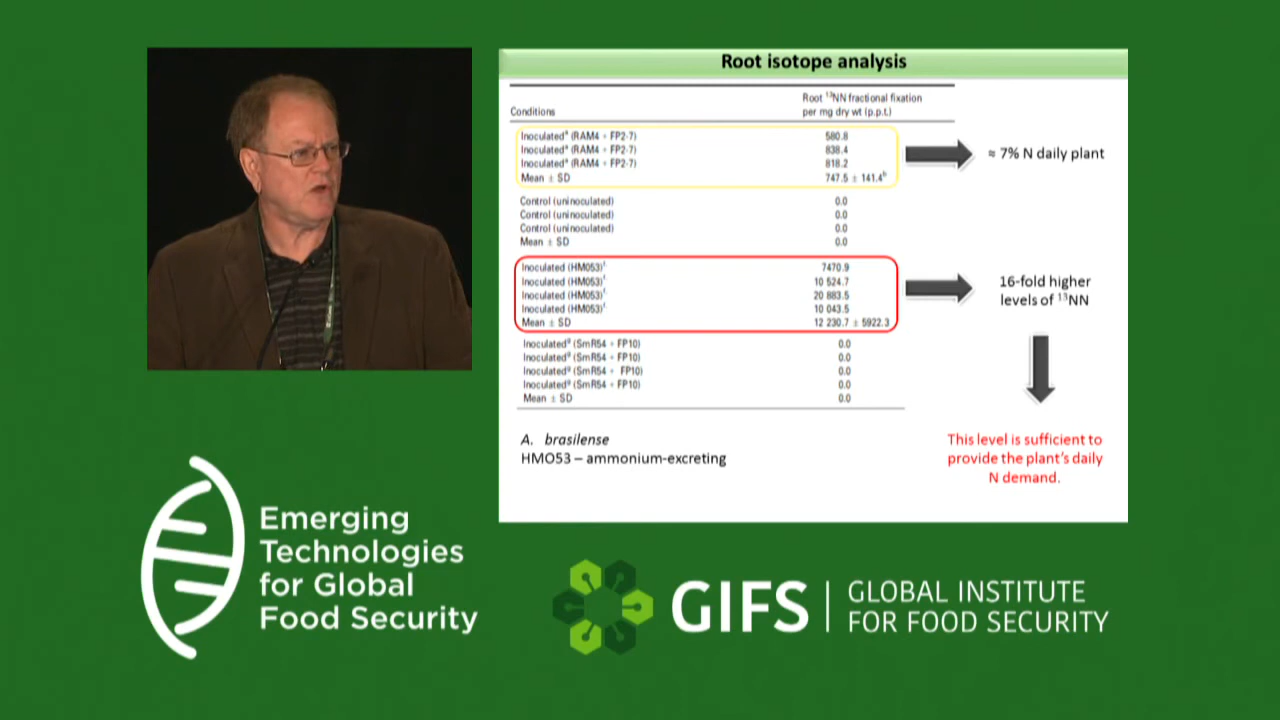 Root isotope analysis
Conditions
Root ¹³NN fractional fixation
per mg dry wt (p.p.t.)
Inoculatedᵃ (RAM4 + FP2-7) 580.8
Inoculatedᵃ (RAM4 + FP2-7) 838.4
Inoculatedᵃ (RAM4 + FP2-7) 818.2
Mean ± SD 747.5 ± 141.4ᵇ
≈ 7% N daily plant
Control (uninoculated) 0.0
Control (uninoculated) 0.0
Control (uninoculated) 0.0
Mean ± SD 0.0
Inoculated (HM053)ᶠ 7470.9
Inoculated (HM053)ᶠ 10 524.7
Inoculated (HM053)ᶠ 20 883.5
Inoculated (HM053)ᶠ 10 043.5
Mean ± SD 12 230.7 ± 5922.3
16-fold higher
levels of ¹³NN
Inoculatedᵍ (SmR54 + FP10) 0.0
Inoculatedᵍ (SmR54 + FP10) 0.0
Inoculatedᵍ (SmR54 + FP10) 0.0
Inoculatedᵍ (SmR54 + FP10) 0.0
Mean ± SD 0.0
A. brasilense
HMO53 – ammonium-excreting
This level is sufficient to
provide the plant's daily
N demand.
Emerging
Technologies
for Global
Food Security
GIFS | GLOBAL INSTITUTE
FOR FOOD SECURITY